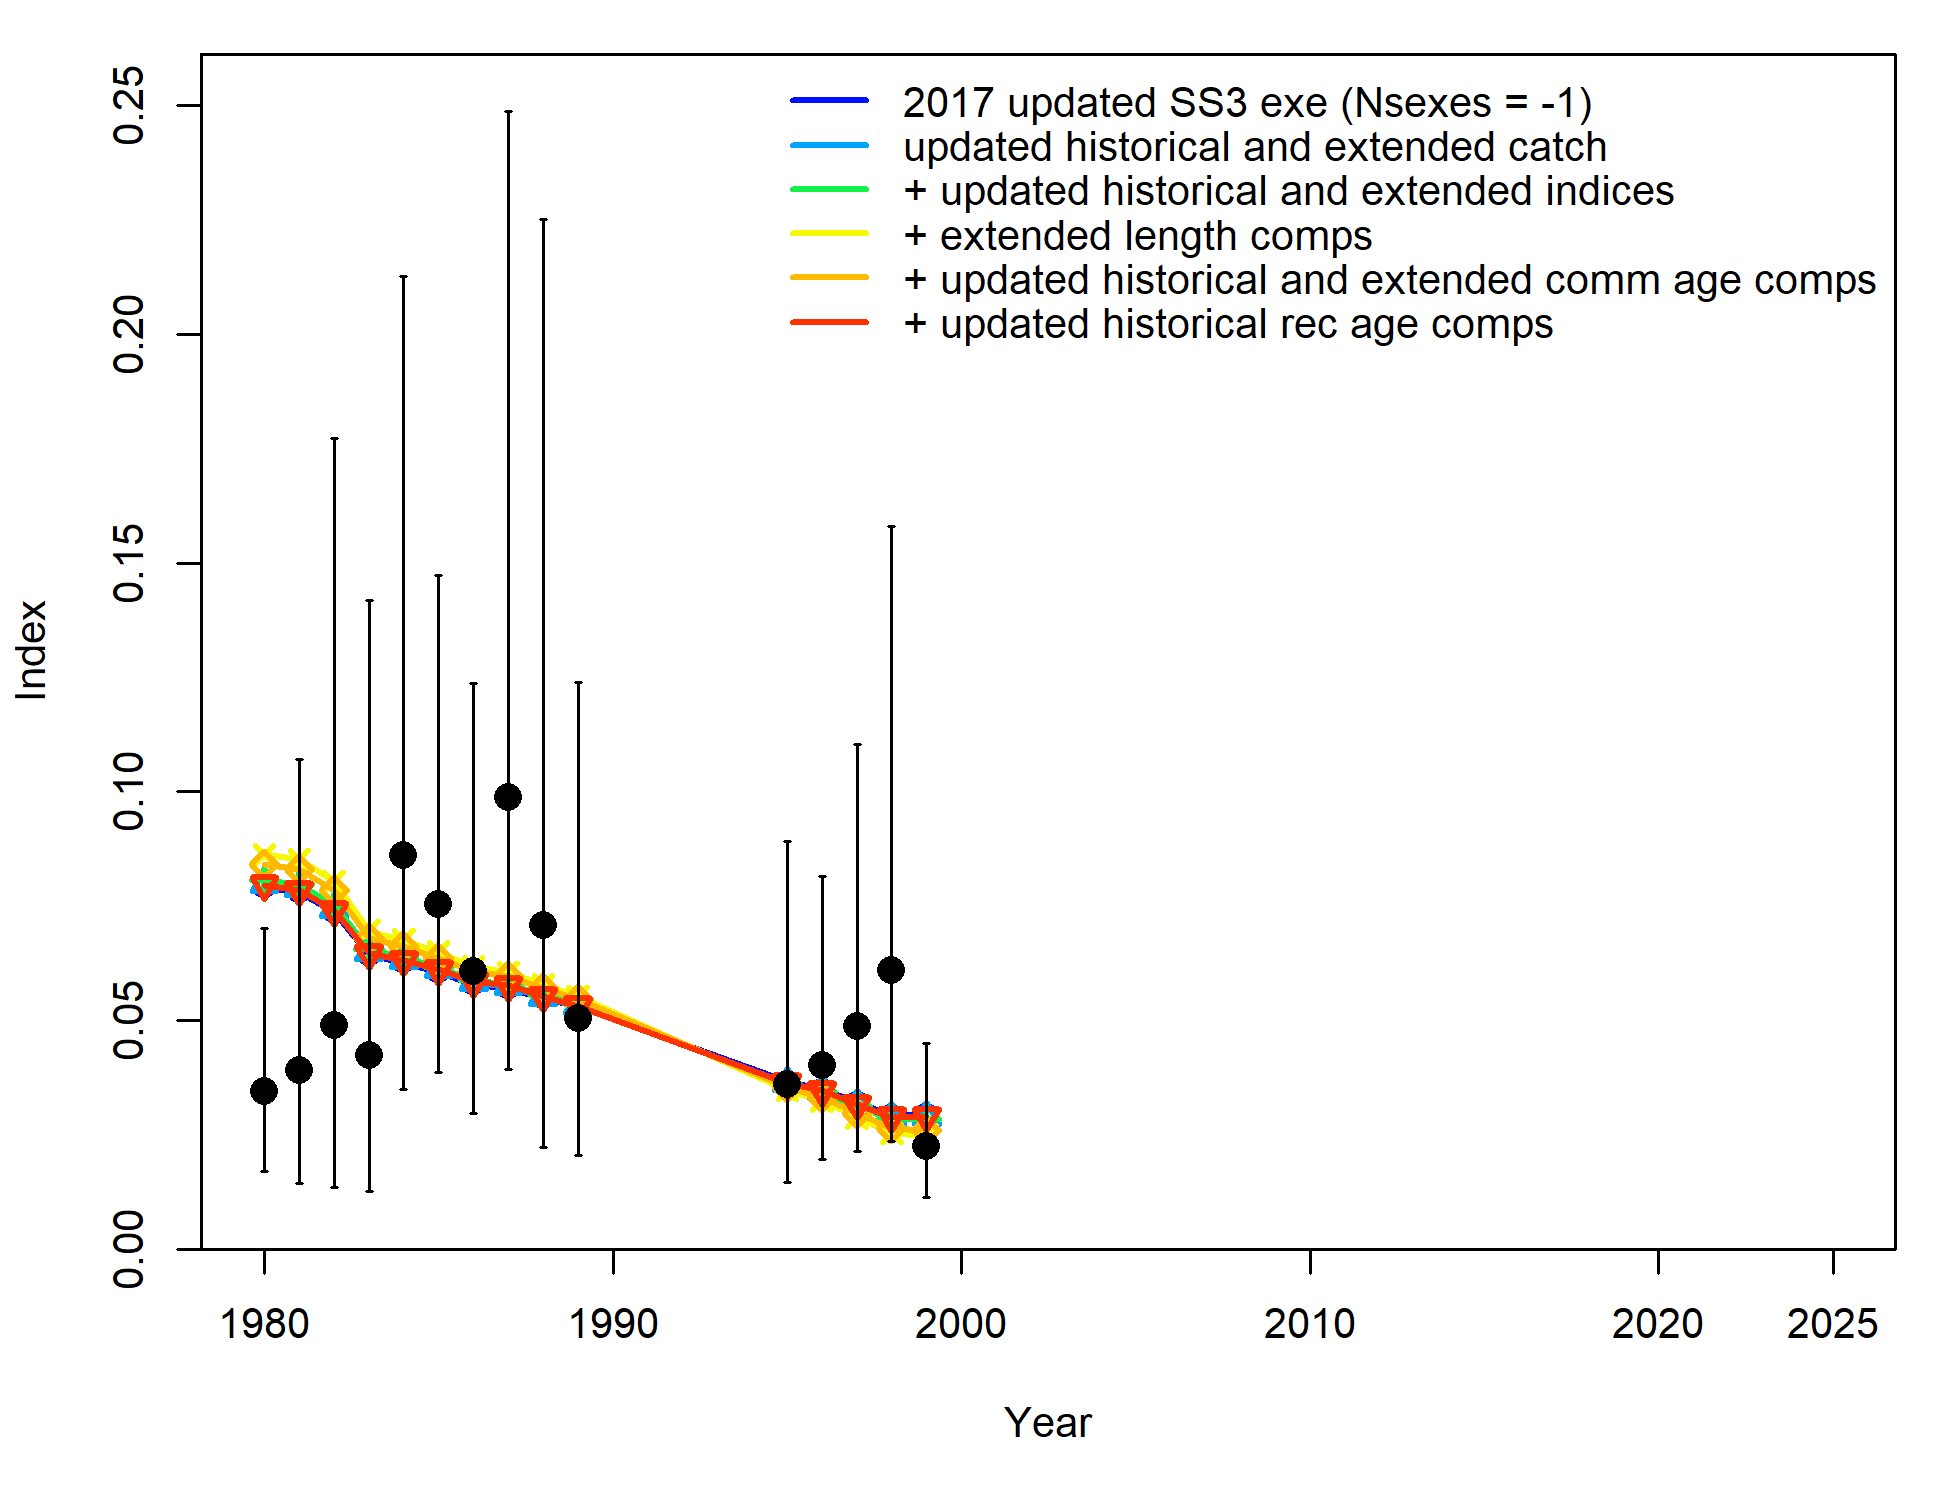 2017 updated SS3 exe (Nsexes = -1)
updated historical and extended catch
+ updated historical and extended indices
+ extended length comps
+ updated historical and extended comm age comps
+ updated historical rec age comps
0.25
0.20
0.15
0.10
0.05
0.00
Index
1980 1990 2000 2010 2020 2025
Year